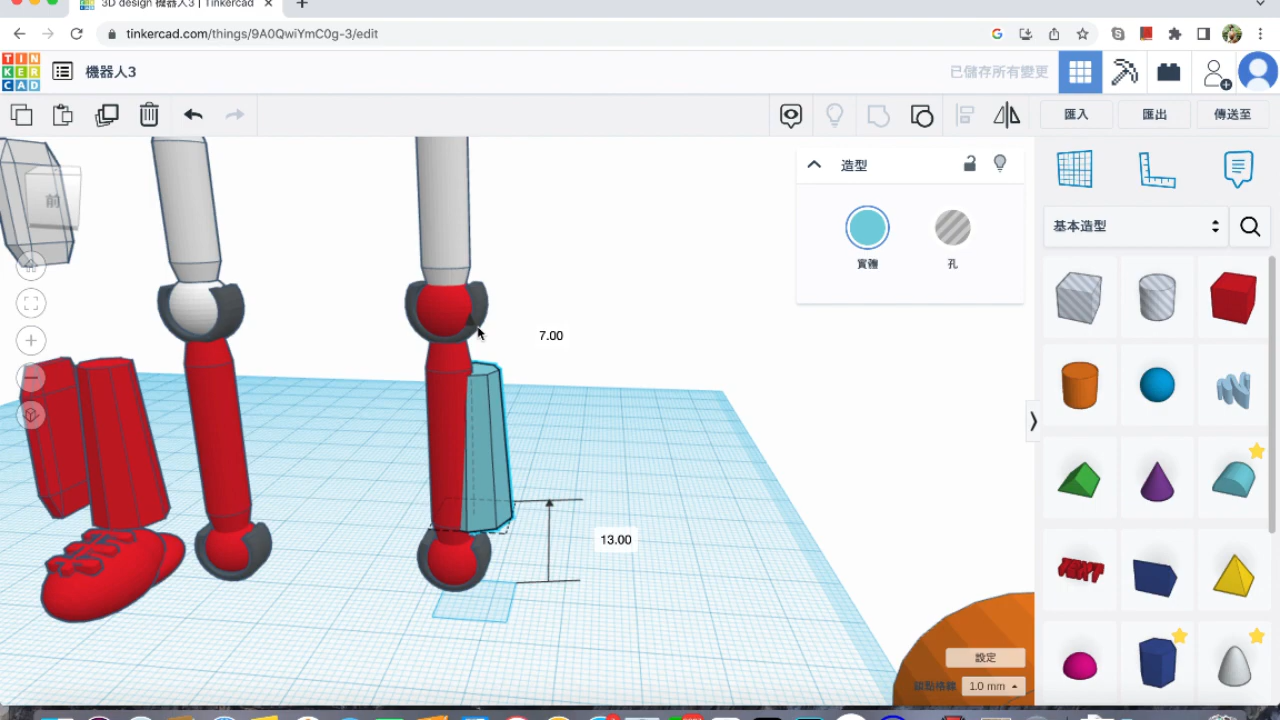 3D design 機器人3 | Tinkercad
tinkercad.com/things/9A0QwiYmC0g-3/edit
TIN
KER
CAD
機器人3
已儲存所有變更
匯入
匯出
傳送至
前
造型
實體
孔
基本造型
7.00
13.00
TEXT
設定
1.0 mm